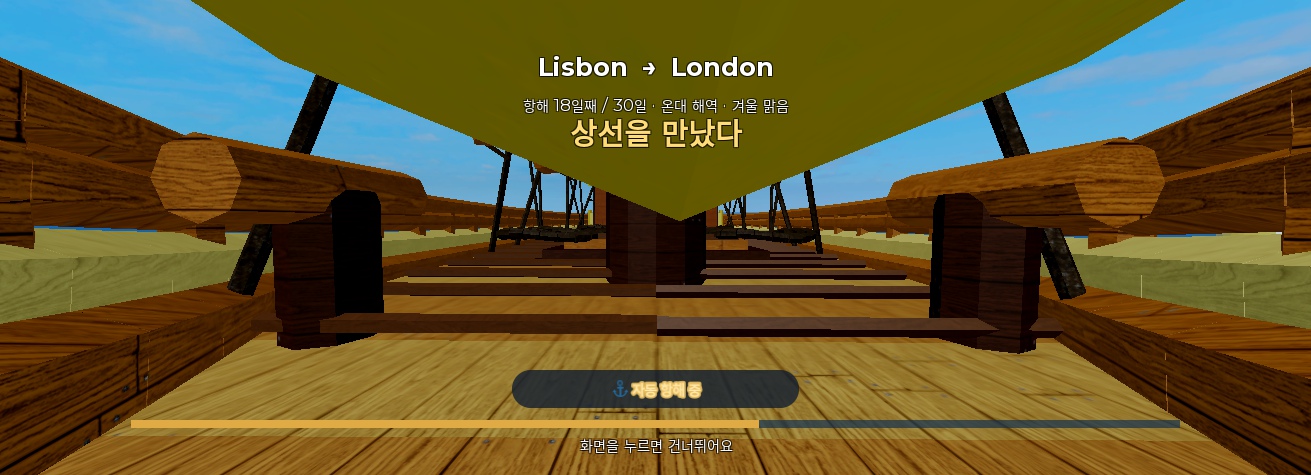 Lisbon → London
항해 18일째 / 30일 · 온대 해역 · 겨울 맑음
상선을 만났다
⚓ 자동 항해 중
화면을 누르면 건너뛰어요